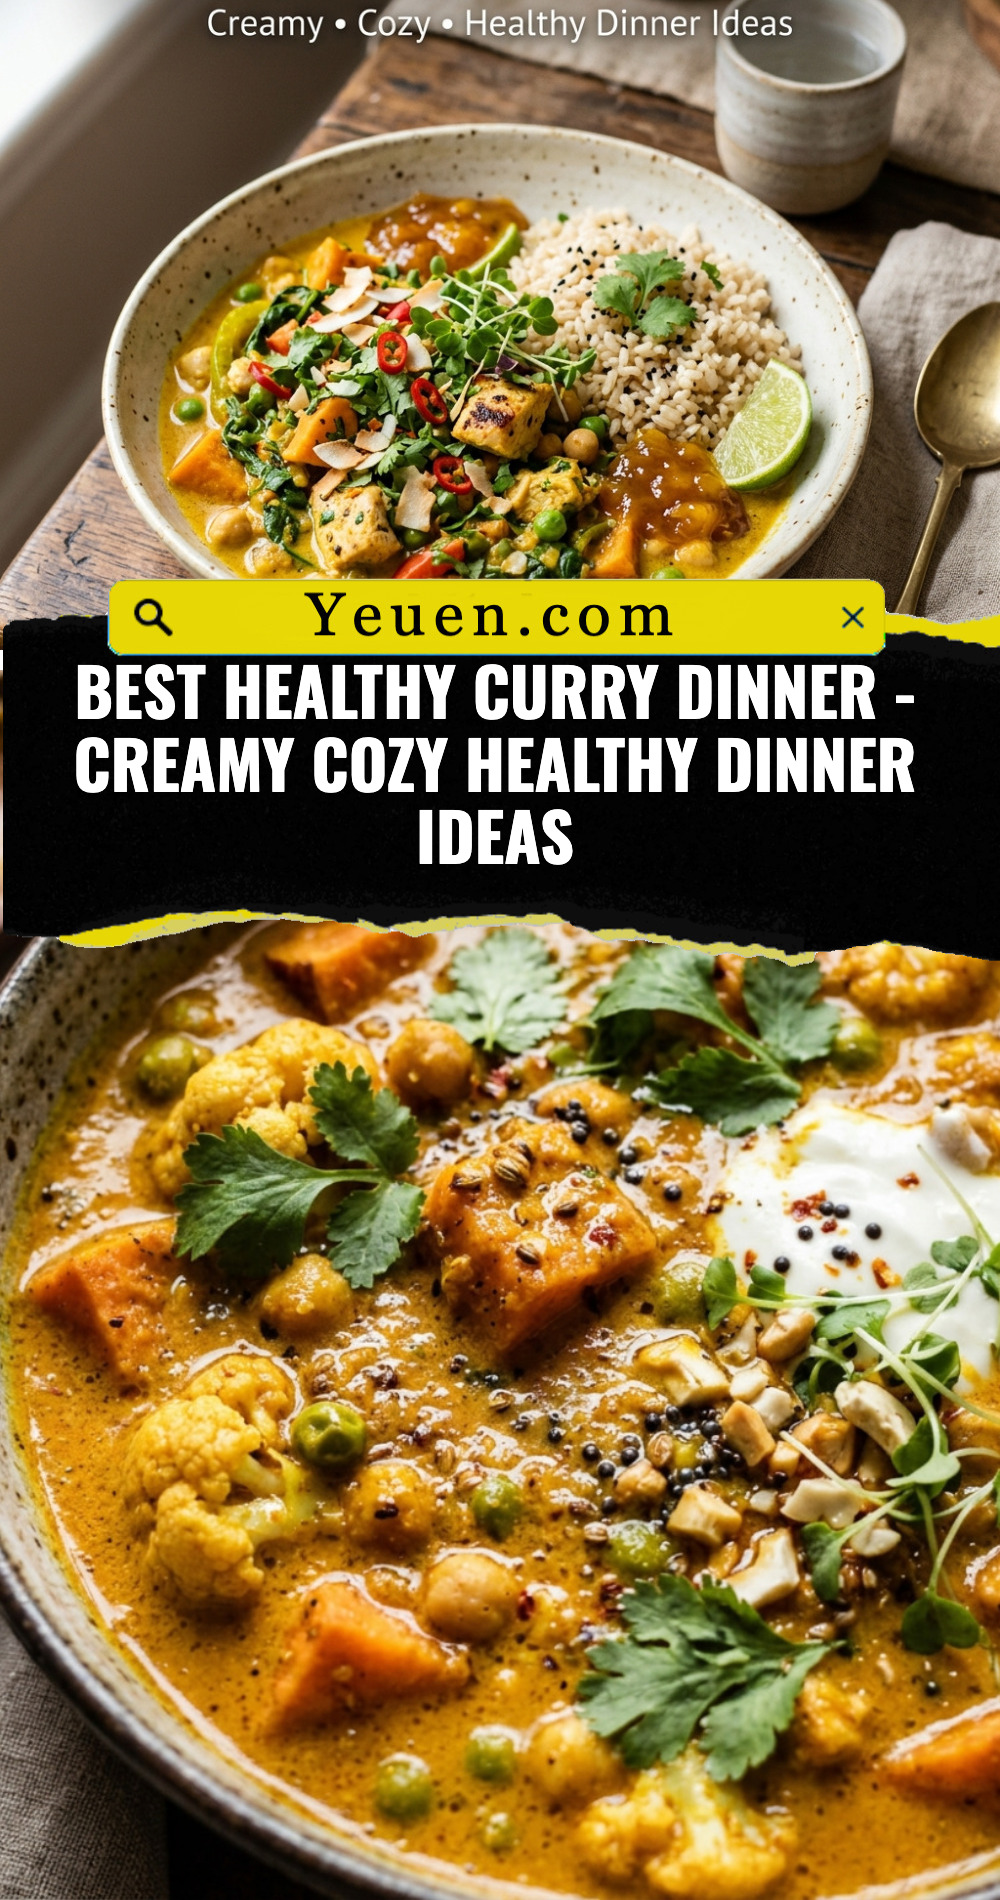 Creamy • Cozy • Healthy Dinner Ideas
Yeuen.com
BEST HEALTHY CURRY DINNER -
CREAMY COZY HEALTHY DINNER
IDEAS